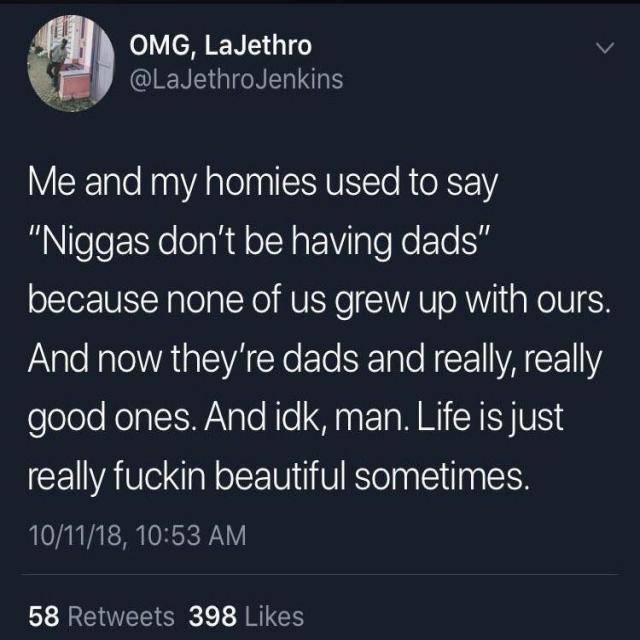 OMG, LaJethro
@LaJethroJenkins
Me and my homies used to say
"Niggas don't be having dads"
because none of us grew up with ours.
And now they're dads and really, really
good ones. And idk, man. Life is just
really fuckin beautiful sometimes.
10/11/18, 10:53 AM
58 Retweets 398 Likes